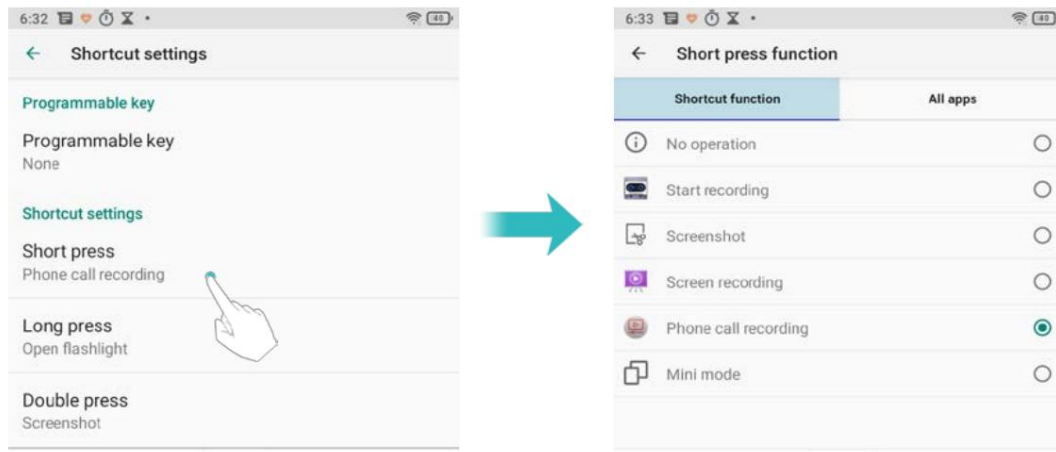 6:32
40
Shortcut settings
Programmable key
Programmable key
None
Shortcut settings
Short press
Phone call recording
Long press
Open flashlight
Double press
Screenshot
6:33
40
Short press function
Shortcut function
All apps
No operation
Start recording
Screenshot
Screen recording
Phone call recording
Mini mode